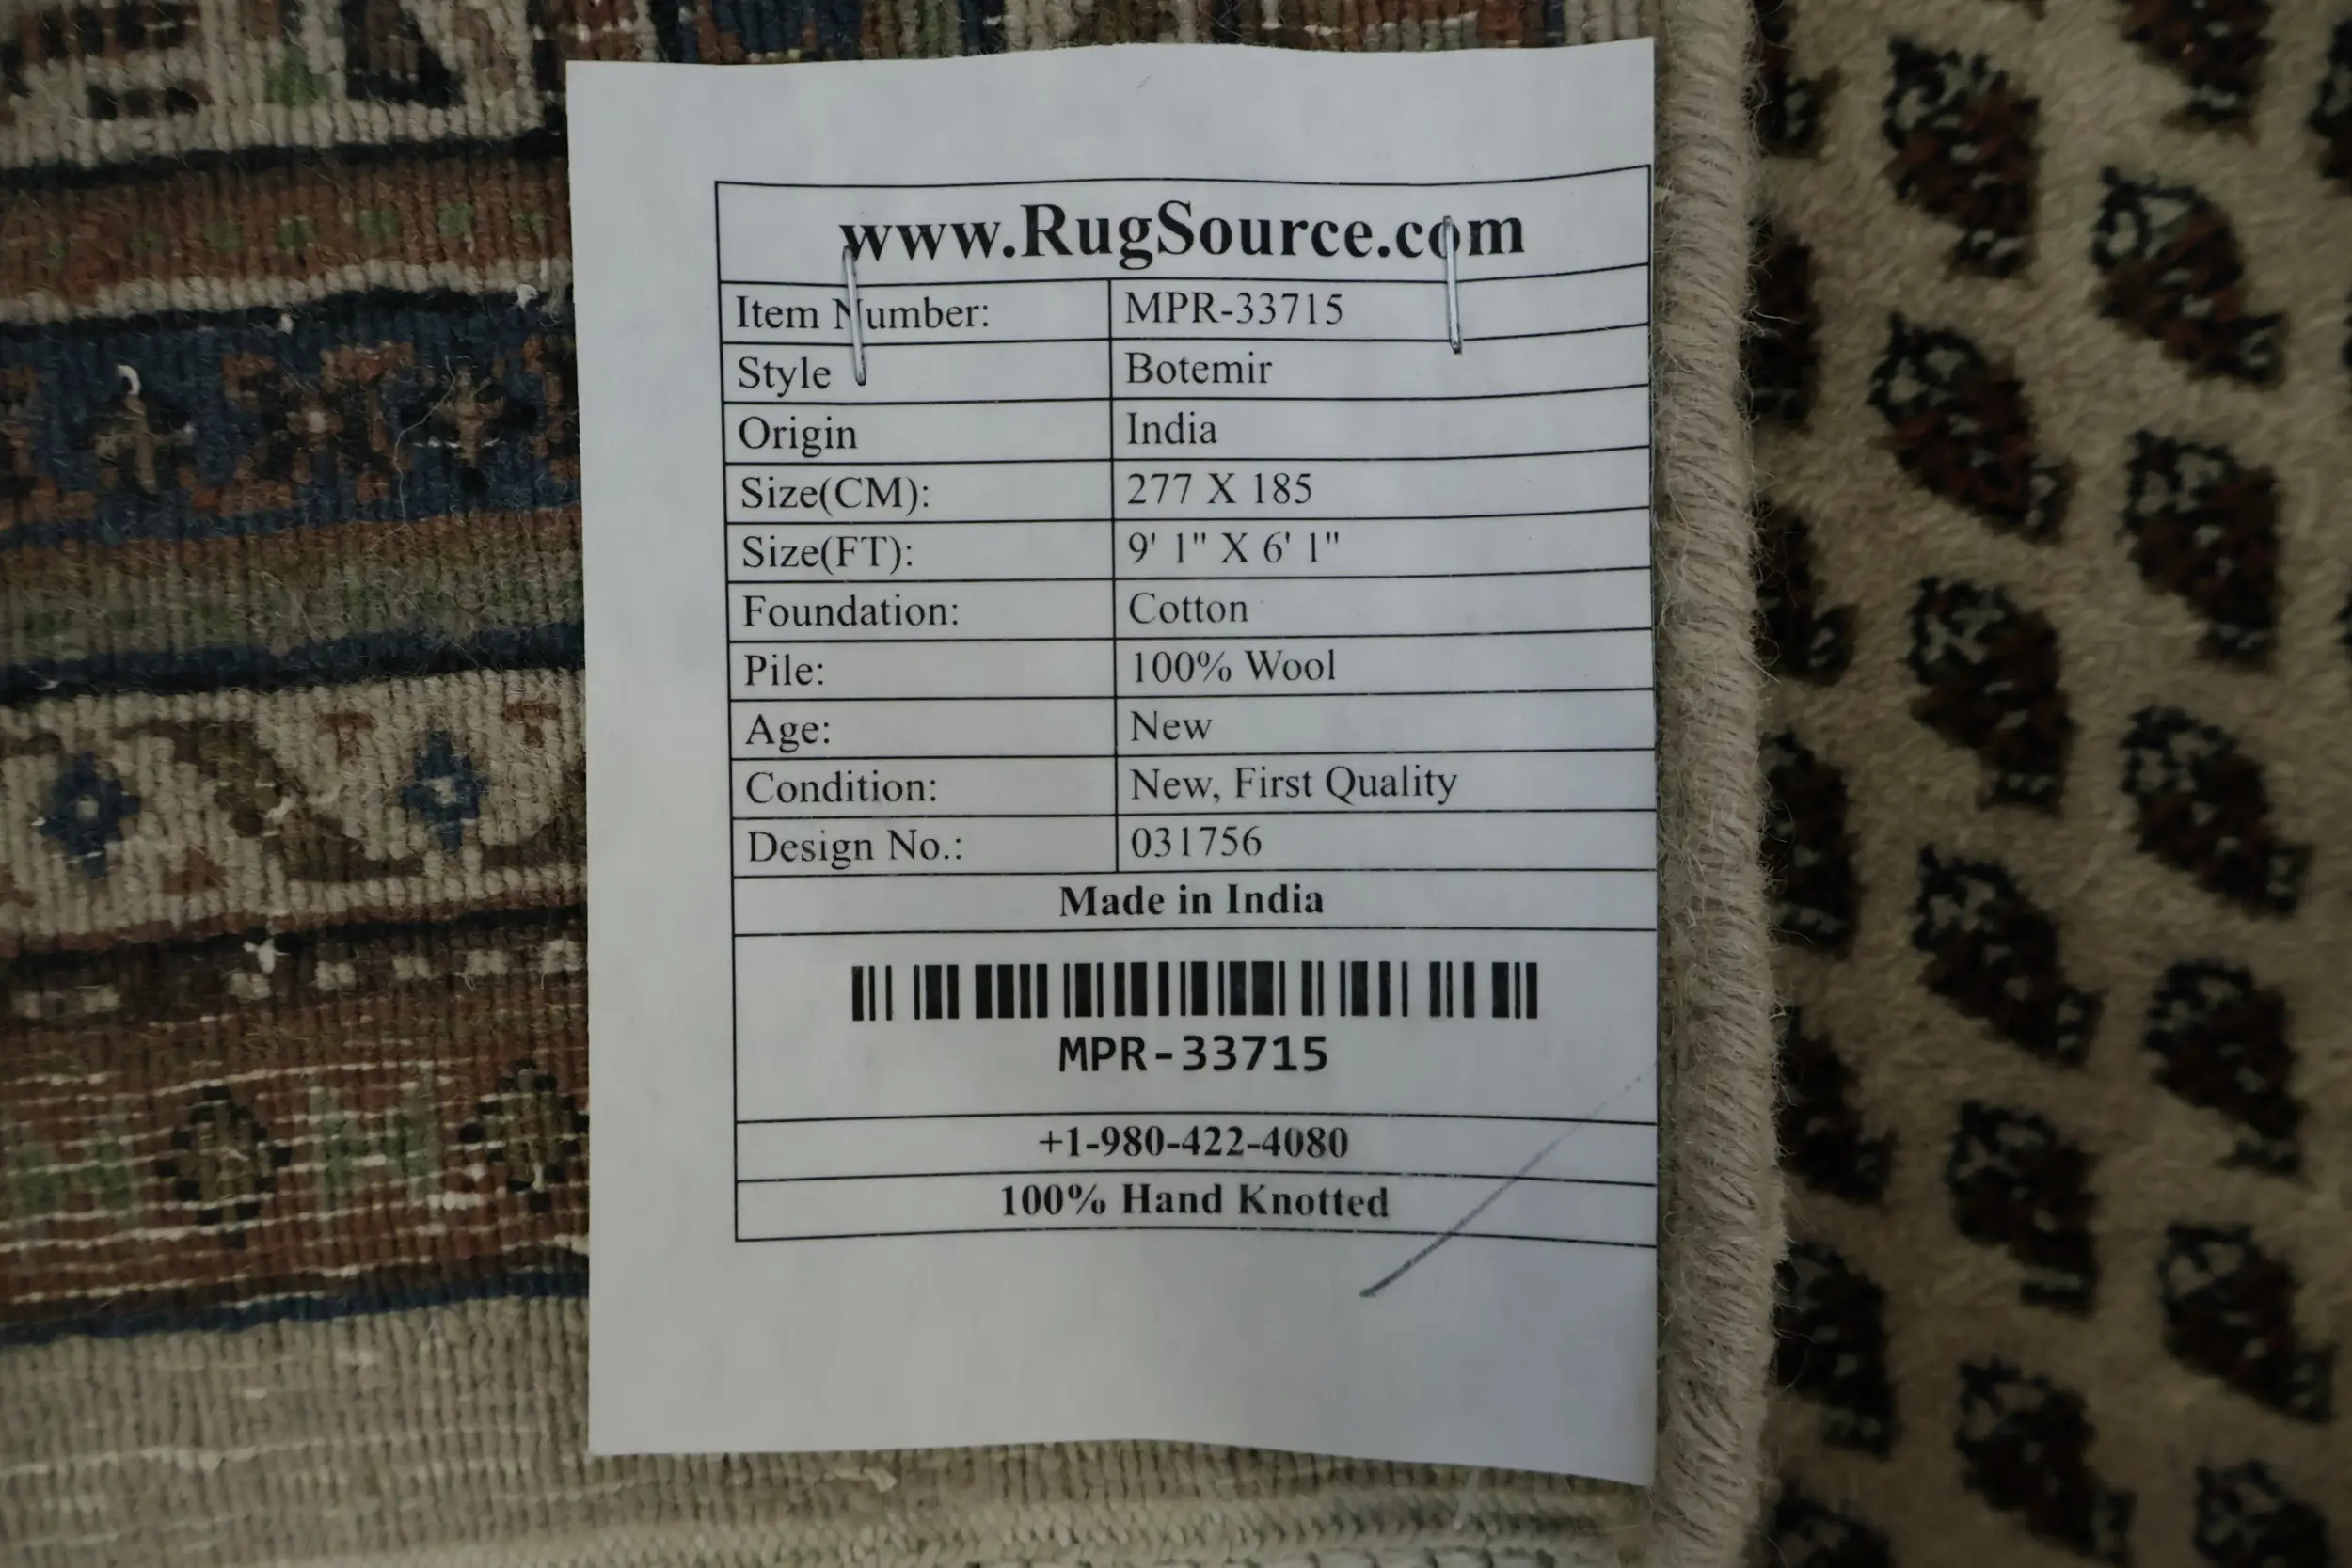 www.RugSource.com
Item Number: MPR-33715
Style Botemir
Origin India
Size(CM): 277 X 185
Size(FT): 9' 1" X 6' 1"
Foundation: Cotton
Pile: 100% Wool
Age: New
Condition: New, First Quality
Design No.: 031756
Made in India
MPR-33715
+1-980-422-4080
100% Hand Knotted